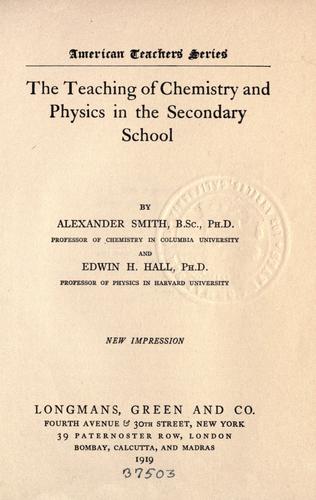 American Teachers Series
The Teaching of Chemistry and
Physics in the Secondary
School
BY
ALEXANDER SMITH, B.Sc., PH.D.
PROFESSOR OF CHEMISTRY IN COLUMBIA UNIVERSITY
AND
EDWIN H. HALL, PH.D.
PROFESSOR OF PHYSICS IN HARVARD UNIVERSITY
NEW IMPRESSION
LONGMANS, GREEN AND CO.
FOURTH AVENUE & 30TH STREET, NEW YORK
39 PATERNOSTER ROW, LONDON
BOMBAY, CALCUTTA, AND MADRAS
1919
37503